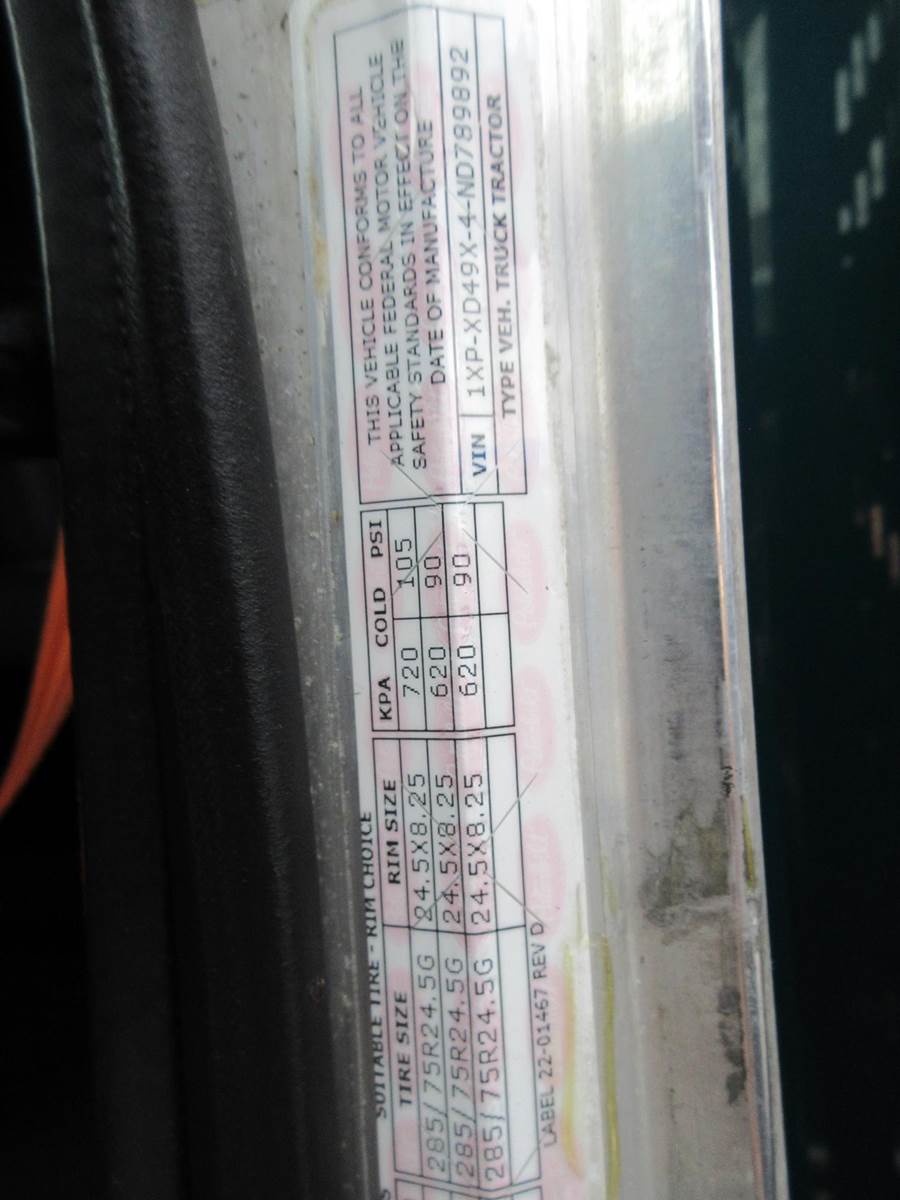 SUITABLE TIRE - RIM CHOICE
TIRE SIZE RIM SIZE KPA COLD PSI
285/75R24.5G 24.5X8.25 720 105
285/75R24.5G 24.5X8.25 620 90
285/75R24.5G 24.5X8.25 620 90
LABEL 22-01467 REV D
THIS VEHICLE CONFORMS TO ALL
APPLICABLE FEDERAL MOTOR VEHICLE
SAFETY STANDARDS IN EFFECT ON THE
DATE OF MANUFACTURE
VIN 1XP-XD49X-4-ND789892
TYPE VEH. TRUCK TRACTOR